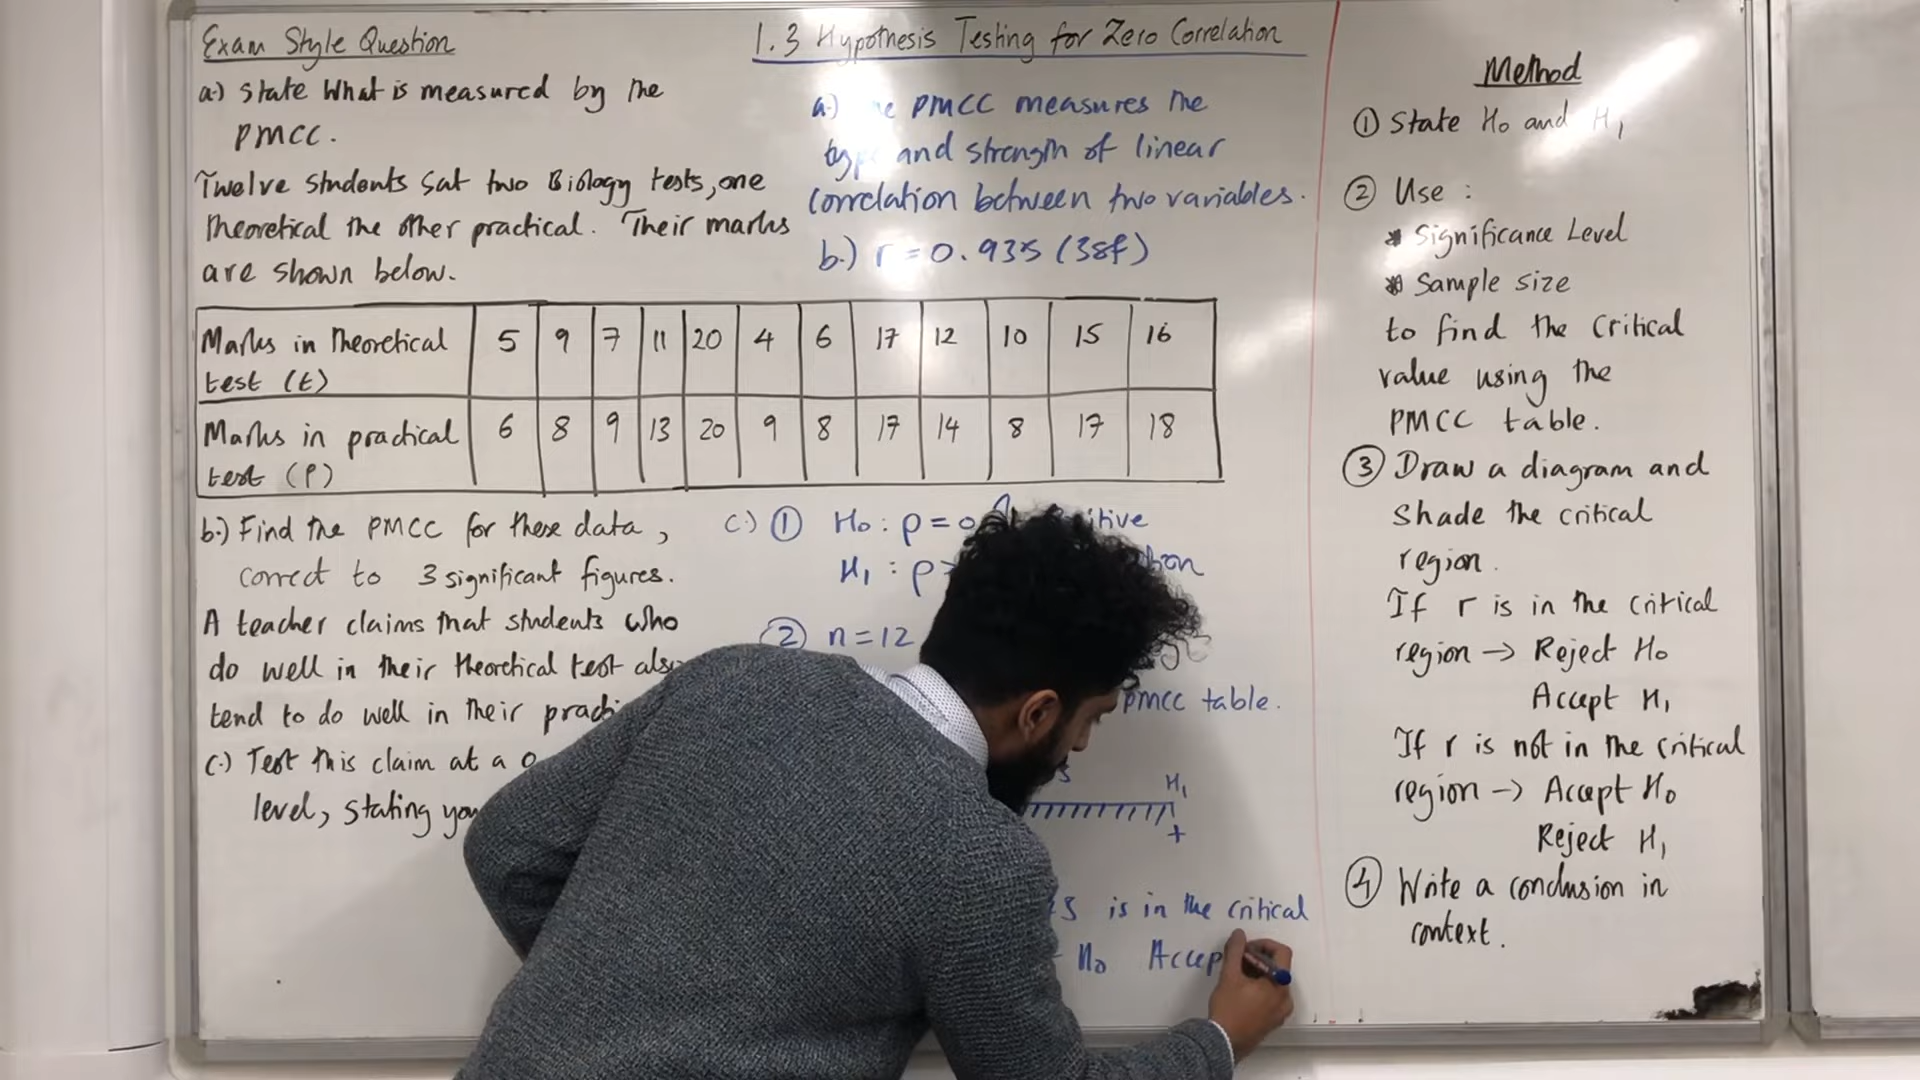 Exam Style Question
a.) State What is measured by the
PMCC.
Twelve students sat two Biology tests, one
theoretical the other practical. Their marks
are shown below.
Marks in theoretical test (t) 5 9 7 11 20 4 6 17 12 10 15 16
Marks in practical test (P) 6 8 9 13 20 9 8 17 14 8 17 18
b.) Find the PMCC for these data,
correct to 3 significant figures.
A teacher claims that students who
do well in their theoretical test
tend to do well in their
c.) Test this claim at a
level, stating
1.3 Hypothesis Testing for Zero Correlation
a.) PMCC measures the
and strength of linear
correlation between two variables.
b.) r = 0.935 (3sf)
c.) ① H₀ : ρ = 0
H₁ : ρ >
② n = 12
PMCC table.
H₁
+
is in the critical
H₀
Method
① State H₀ and H₁
② Use :
* Significance Level
* Sample size
to find the critical
value using the
PMCC table.
③ Draw a diagram and
shade the critical
region.
If r is in the critical
region → Reject H₀
Accept H₁
If r is not in the critical
region → Accept H₀
Reject H₁
④ Write a conclusion in
context.